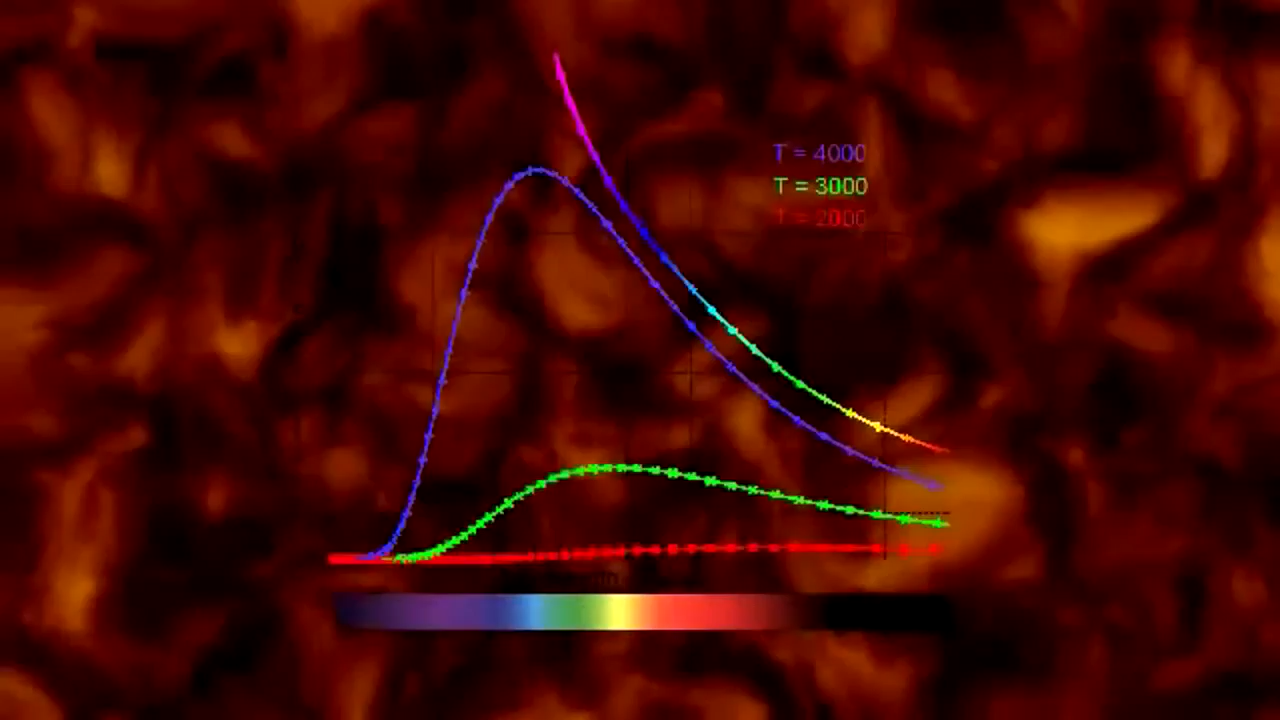 T = 4000
T = 3000
T = 2000